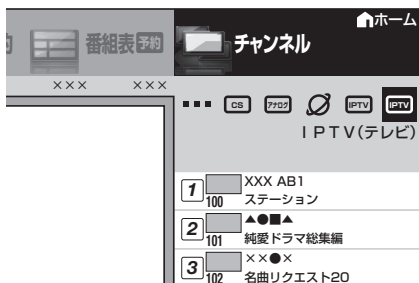 ホーム
番組表 予約 チャンネル
××× ×××
CS アナログ IPTV IPTV
IPTV(テレビ)
1 XXX AB1
100 ステーション
2 ▲●■▲
101 純愛ドラマ総集編
3 ××●×
102 名曲リクエスト20